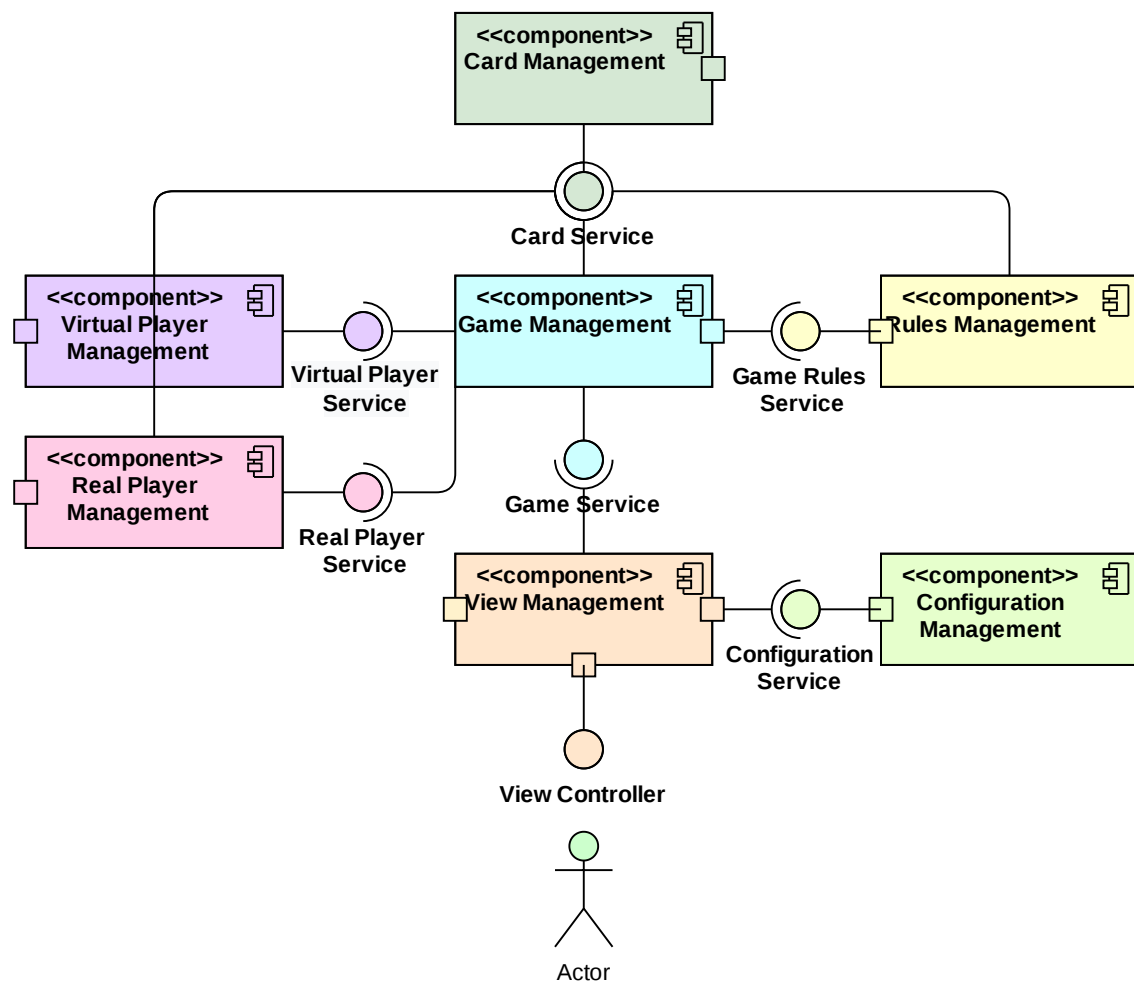 <<component>>
Card Management
Card Service
<<component>>
Virtual Player
Management
Virtual Player
Service
<<component>>
Game Management
Game Rules
Service
<<component>>
Rules Management
<<component>>
Real Player
Management
Real Player
Service
Game Service
<<component>>
View Management
Configuration
Service
<<component>>
Configuration
Management
View Controller
Actor